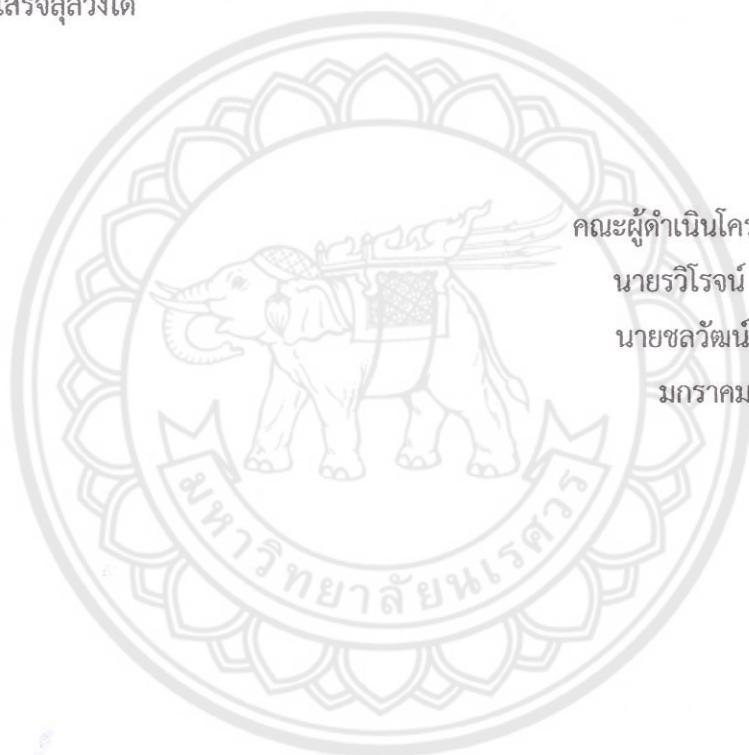 เสร็จลุล่วงได้
คณะผู้ดำเนินโคร
นายรวิโรจน์
นายชลวัฒน์
มกราคม
มหาวิทยาลัยนเรศวร